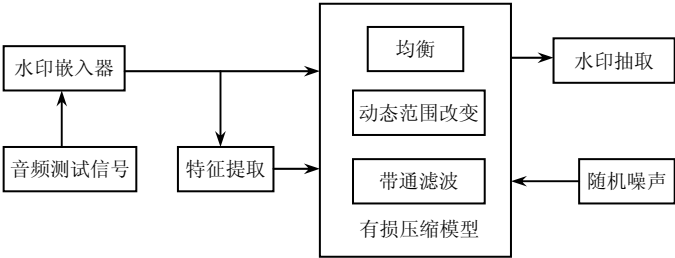 水印嵌入器
均衡
水印抽取
动态范围改变
音频测试信号
特征提取
带通滤波
随机噪声
有损压缩模型